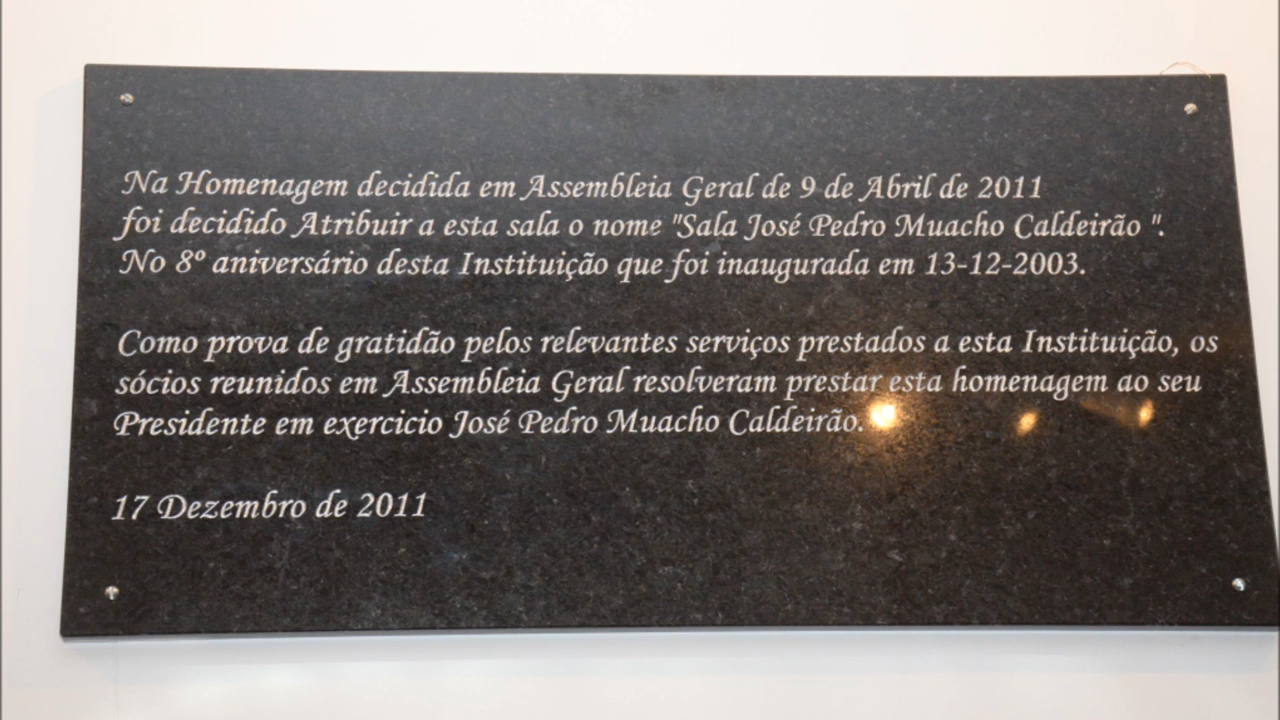 Na Homenagem decidida em Assembleia Geral de 9 de Abril de 2011
foi decidido Atribuir a esta sala o nome "Sala José Pedro Muacho Caldeirão ".
No 8º aniversário desta Instituição que foi inaugurada em 13-12-2003.
Como prova de gratidão pelos relevantes serviços prestados a esta Instituição, os
sócios reunidos em Assembleia Geral resolveram prestar esta homenagem ao seu
Presidente em exercicio José Pedro Muacho Caldeirão.
17 Dezembro de 2011